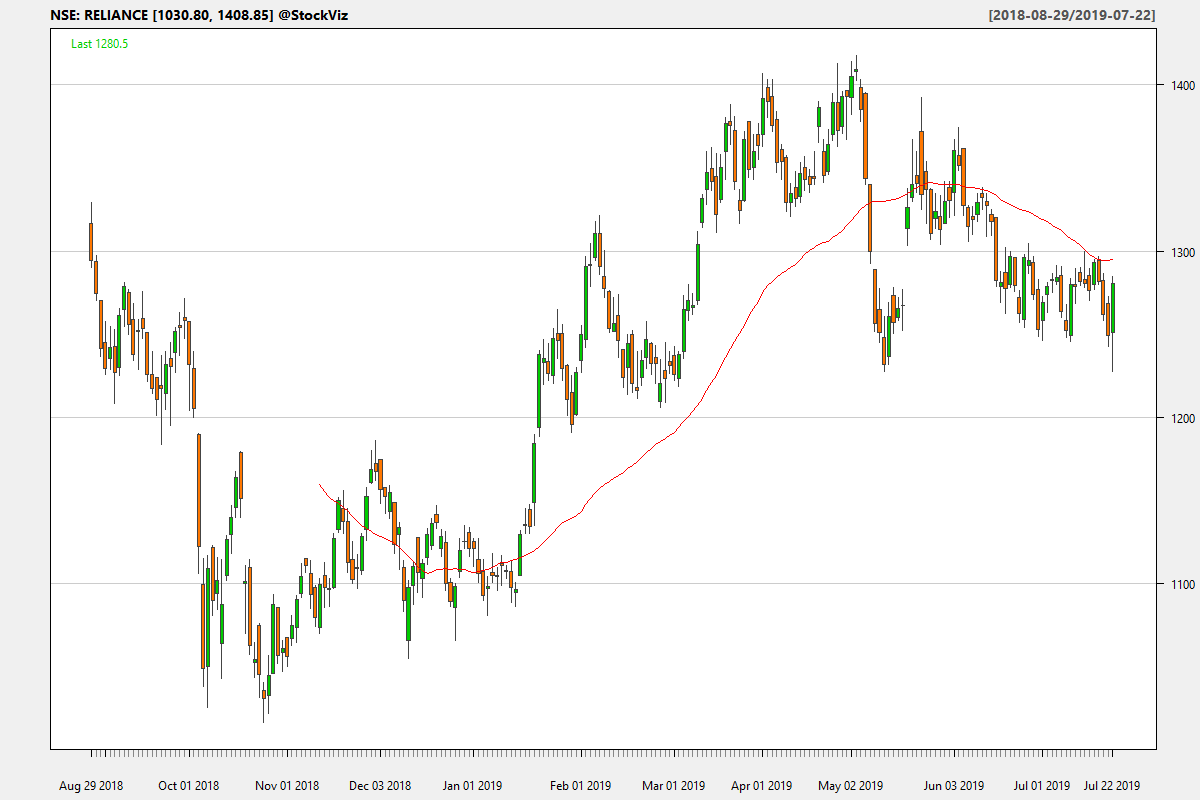 NSE: RELIANCE [1030.80, 1408.85] @StockViz [2018-08-29/2019-07-22]
Last 1280.5
1400
1300
1200
1100
Aug 29 2018 Oct 01 2018 Nov 01 2018 Dec 03 2018 Jan 01 2019 Feb 01 2019 Mar 01 2019 Apr 01 2019 May 02 2019 Jun 03 2019 Jul 01 2019 Jul 22 2019